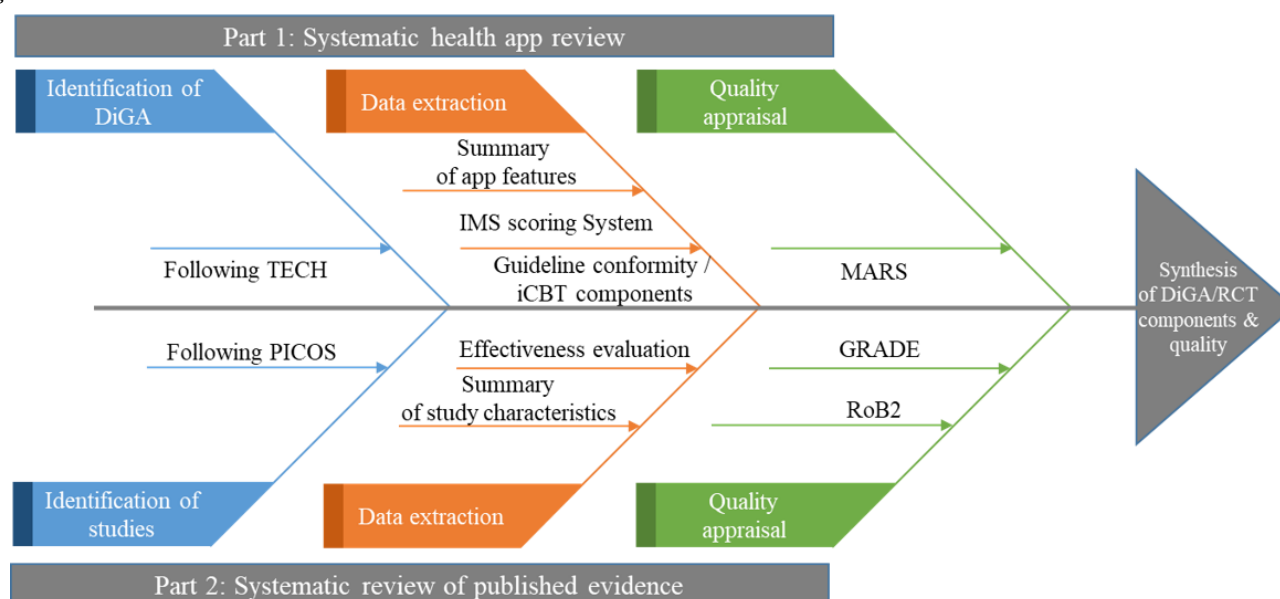 Part 1: Systematic health app review
Identification of
DiGA
Data extraction
Quality
appraisal
Summary
of app features
IMS scoring System
Following TECH
Guideline conformity /
iCBT components
MARS
Synthesis
of DiGA/RCT
components &
quality
Following PICOS
Effectiveness evaluation
Summary
of study characteristics
GRADE
RoB2
Identification of
studies
Data extraction
Quality
appraisal
Part 2: Systematic review of published evidence